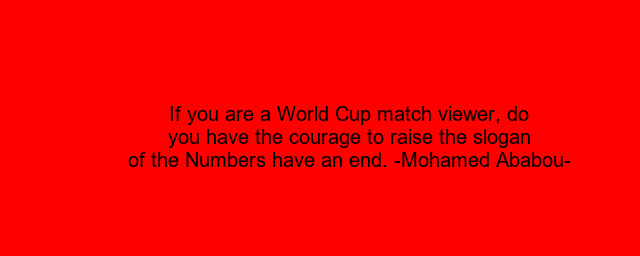 If you are a World Cup match viewer, do
you have the courage to raise the slogan
of the Numbers have an end. -Mohamed Ababou-